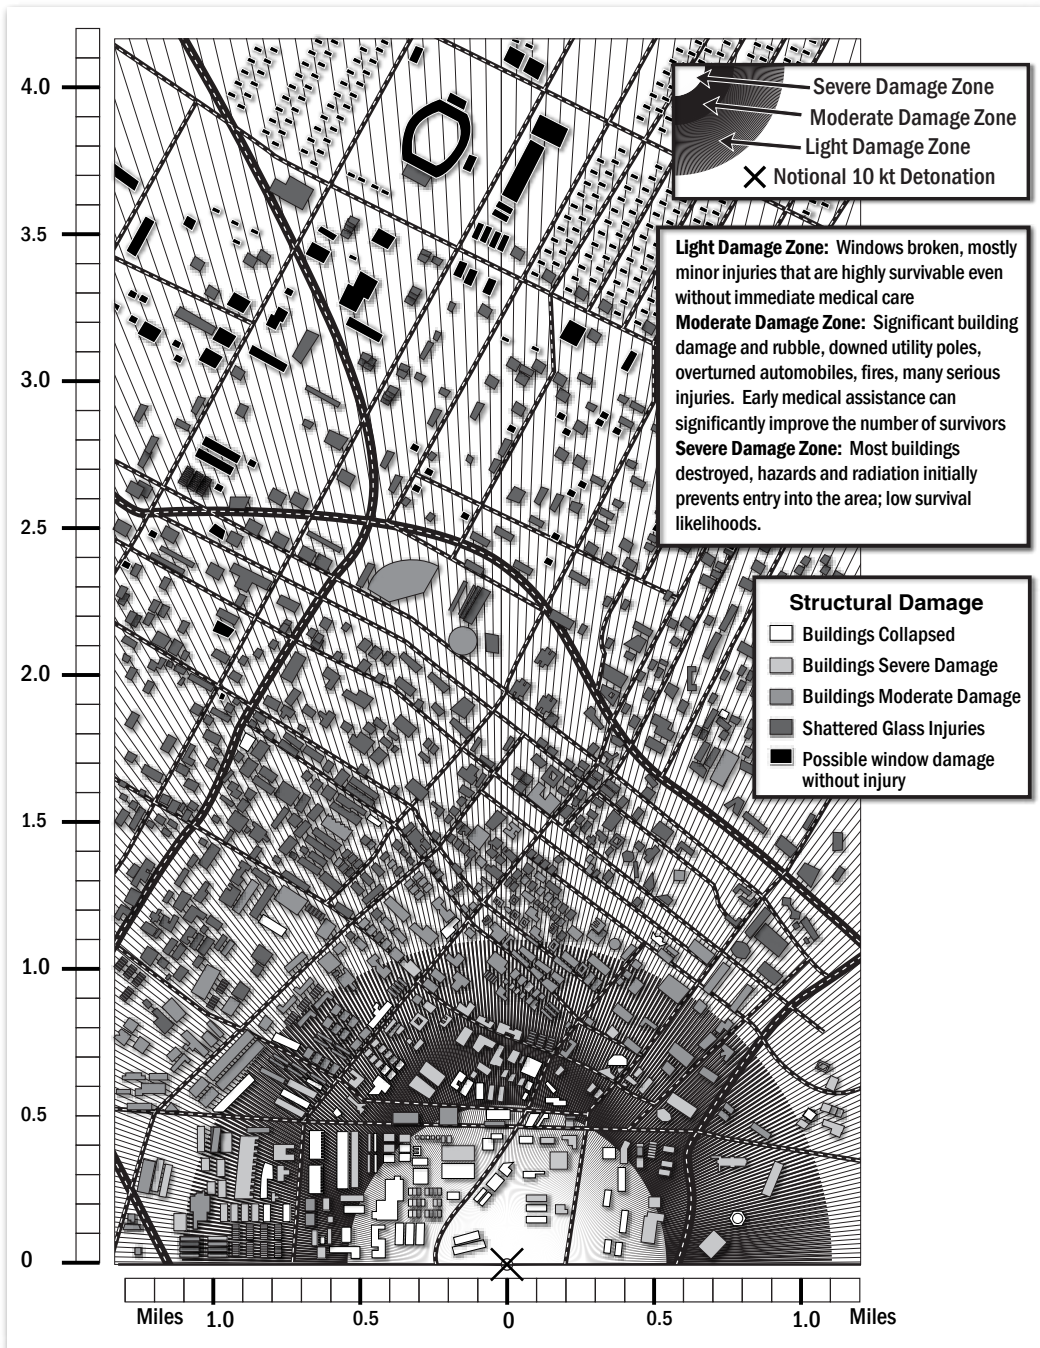 4.0
3.5
3.0
2.5
2.0
1.5
1.0
0.5
0
Severe Damage Zone
Moderate Damage Zone
Light Damage Zone
Notional 10 kt Detonation
Light Damage Zone: Windows broken, mostly
minor injuries that are highly survivable even
without immediate medical care
Moderate Damage Zone: Significant building
damage and rubble, downed utility poles,
overturned automobiles, fires, many serious
injuries. Early medical assistance can
significantly improve the number of survivors
Severe Damage Zone: Most buildings
destroyed, hazards and radiation initially
prevents entry into the area; low survival
likelihoods.
Structural Damage
Buildings Collapsed
Buildings Severe Damage
Buildings Moderate Damage
Shattered Glass Injuries
Possible window damage
without injury
Miles 1.0 0.5 0 0.5 1.0 Miles